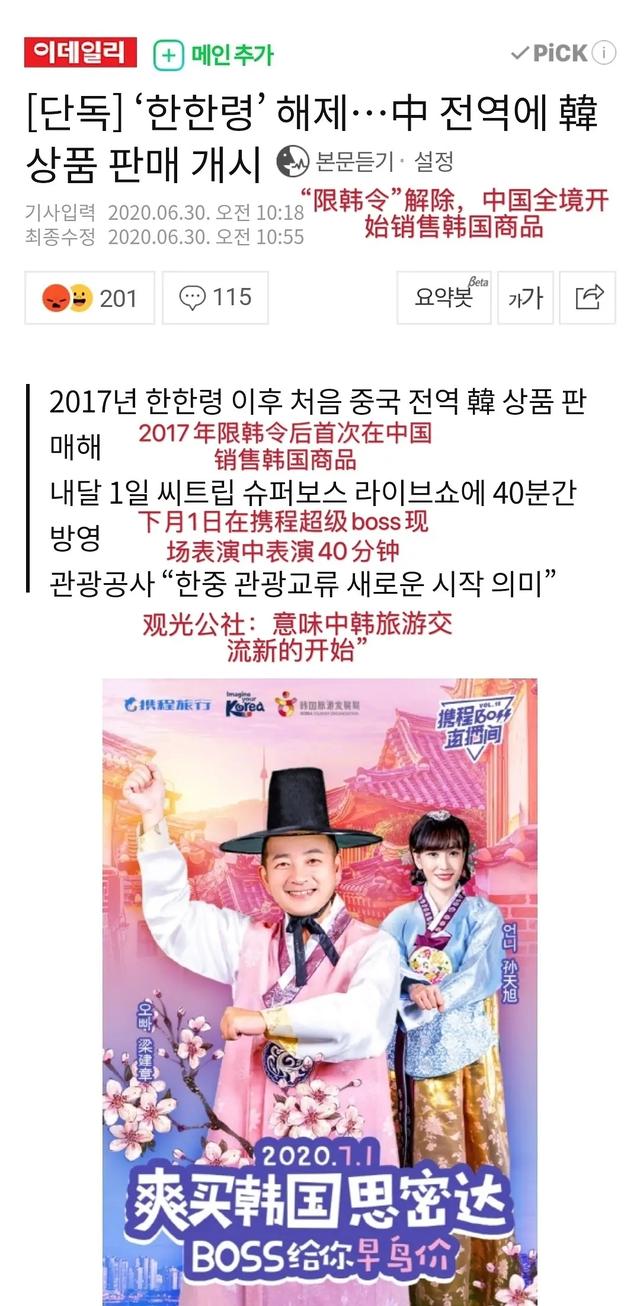 이데일리
메인추가
PiCK
[단독] ‘한한령’ 해제…中 전역에 韓
상품 판매 개시
본문듣기 · 설정
기사입력 2020.06.30. 오전 10:18
최종수정 2020.06.30. 오전 10:55
“限韩令”解除，中国全境开
始销售韩国商品
201
115
요약봇
Beta
가가
2017년 한한령 이후 처음 중국 전역 韓 상품 판
매해
2017年限韩令后首次在中国
销售韩国商品
내달 1일 씨트립 슈퍼보스 라이브쇼에 40분간
방영
下月1日在携程超级boss现
场表演中表演40分钟
관광공사 “한중 관광교류 새로운 시작 의미”
观光公社：意味中韩旅游交
流新的开始”
携程旅行
Imagine
your
Korea
韩国旅游发展局
KOREA TOURISM ORGANIZATION
VOL.18
携程BOSS
直播间
언니 孙天旭
오빠 梁建章
2020.7.1
爽买韩国思密达
BOSS给你早鸟价